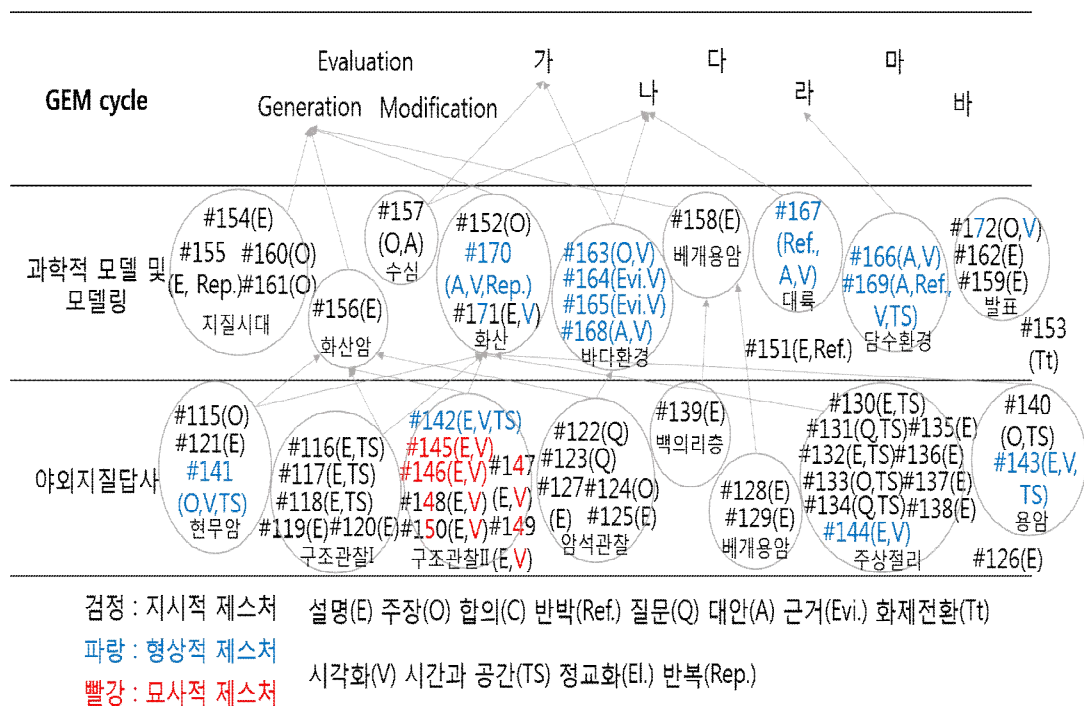 Evaluation 가 다 마
GEM cycle Generation Modification 나 라 바
과학적 모델 및
모델링
#154(E)
#155 #160(O)
(E, Rep.)#161(O)
지질시대
#156(E)
화산암
#157
(O,A)
수심
#152(O)
#170
(A,V,Rep.)
#171(E,V)
화산
#163(O,V)
#164(Evi.V)
#165(Evi.V)
#168(A,V)
바다환경
#158(E)
베개용암
#167
(Ref.,
A,V)
대륙
#151(E,Ref.)
#166(A,V)
#169(A,Ref.,
V,TS)
담수환경
#172(O,V)
#162(E)
#159(E)
발표
#153
(Tt)
야외지질답사
#115(O)
#121(E)
#141
(O,V,TS)
현무암
#116(E,TS)
#117(E,TS)
#118(E,TS)
#119(E)#120(E)
구조관찰Ⅰ
#142(E,V,TS)
#145(E,V)
#146(E,V) #147
#148(E,V) (E,V)
#150(E,V)#149
구조관찰Ⅱ(E,V)
#122(Q)
#123(Q)
#127#124(O)
(E) #125(E)
암석관찰
#139(E)
백의리층
#128(E)
#129(E)
베개용암
#130(E,TS)
#131(Q,TS)#135(E)
#132(E,TS)#136(E)
#133(O,TS)#137(E)
#134(Q,TS)#138(E)
#144(E,V)
주상절리
#140
(O,TS)
#143(E,V,
TS)
용암
#126(E)
검정 : 지시적 제스처
파랑 : 형상적 제스처
빨강 : 묘사적 제스처
설명(E) 주장(O) 합의(C) 반박(Ref.) 질문(Q) 대안(A) 근거(Evi.) 화제전환(Tt)
시각화(V) 시간과 공간(TS) 정교화(El.) 반복(Rep.)